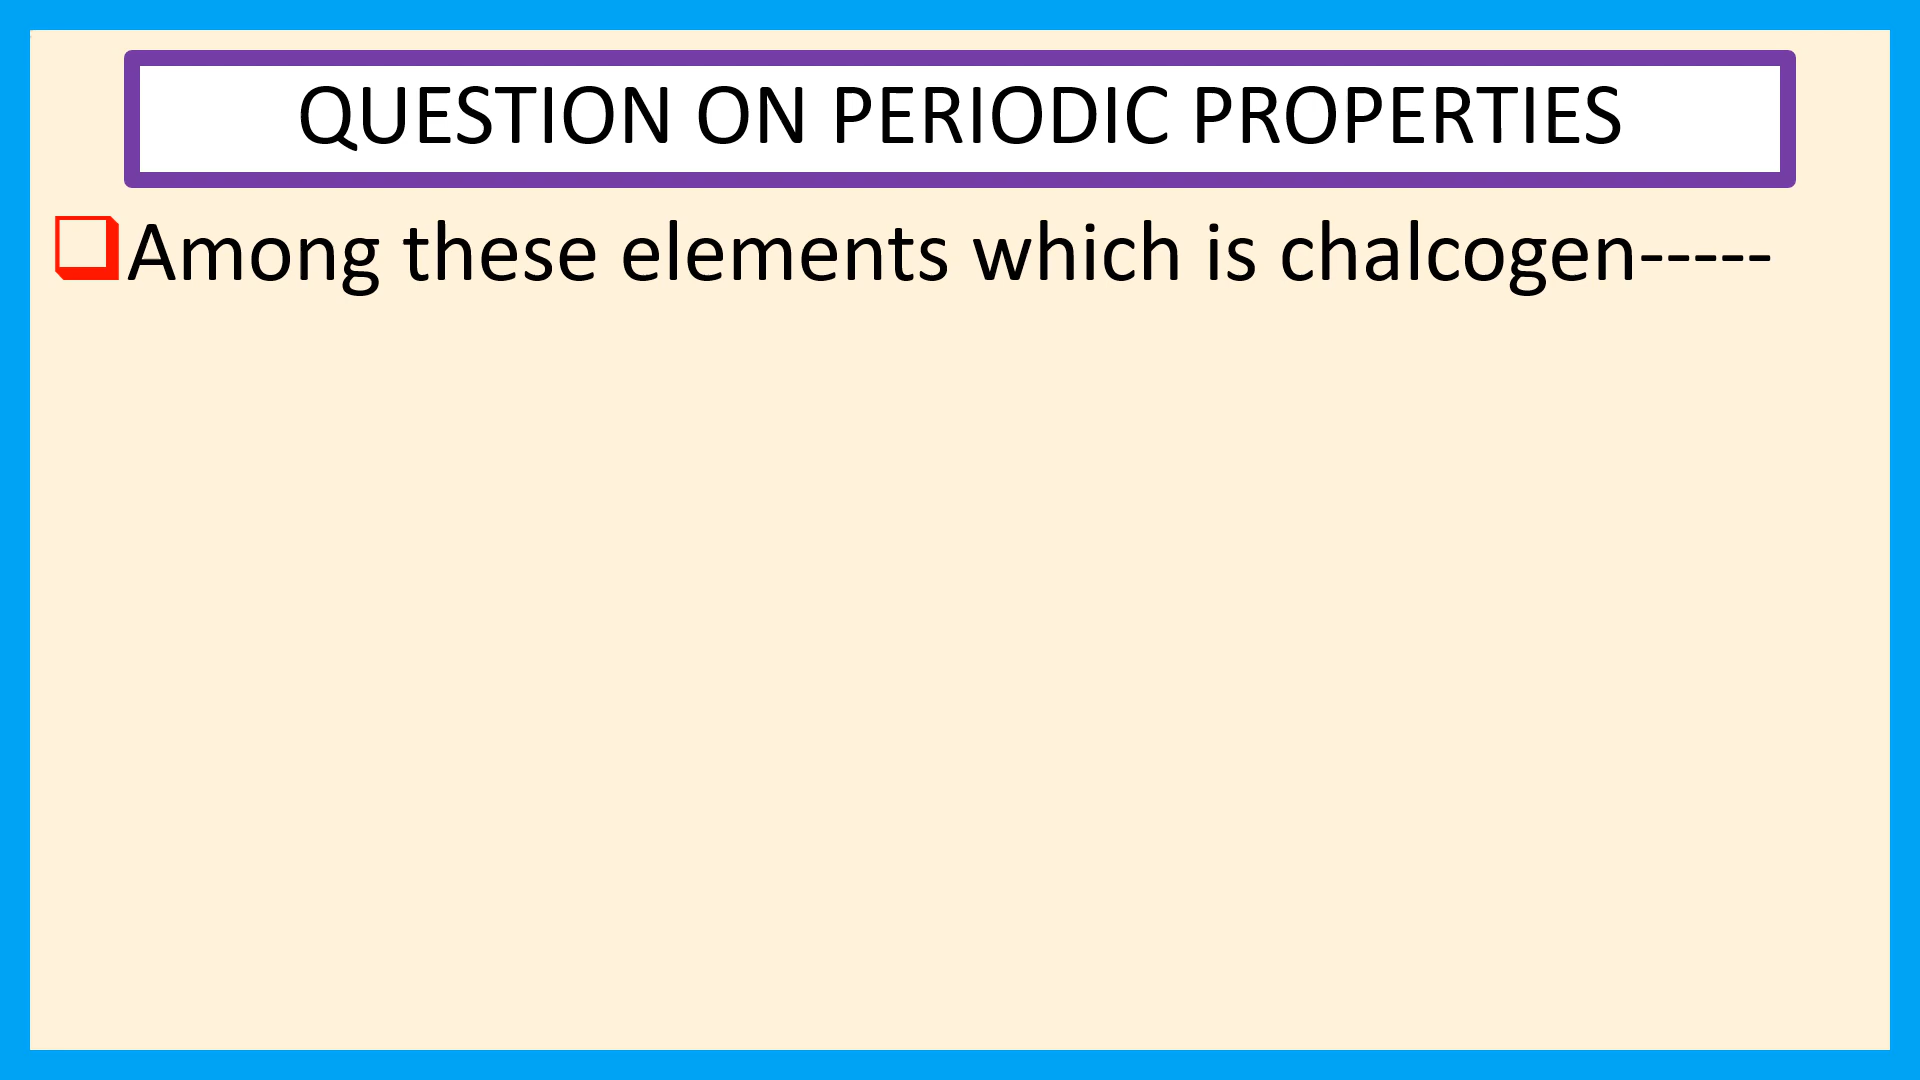 QUESTION ON PERIODIC PROPERTIES
❑Among these elements which is chalcogen-----